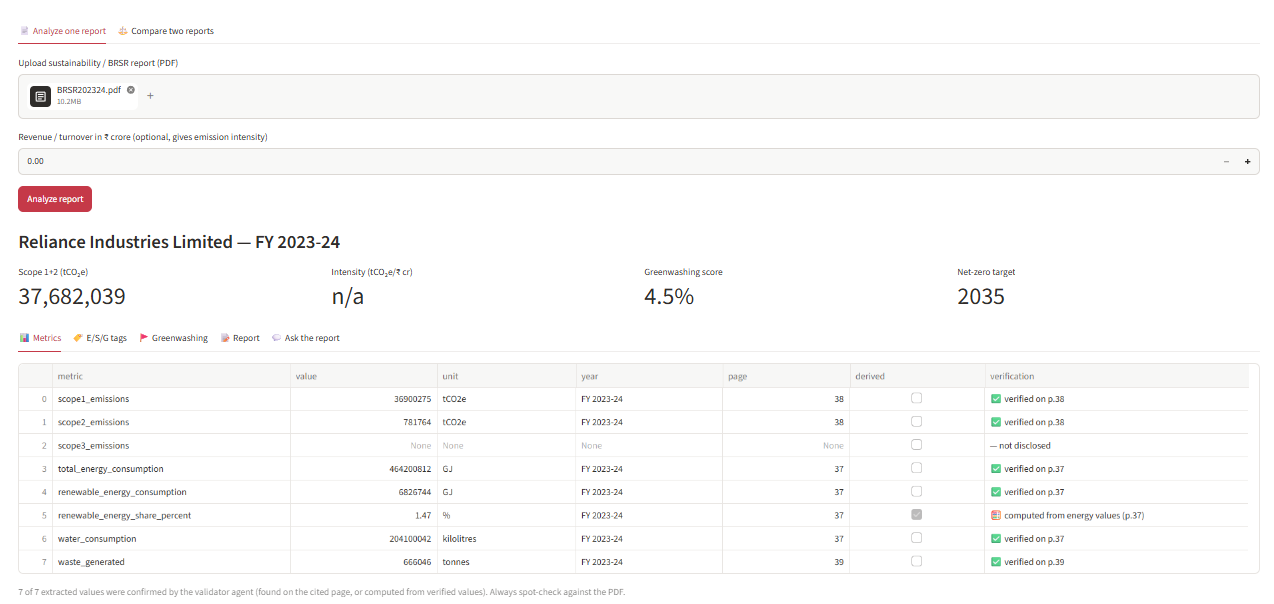 Analyze one report Compare two reports
Upload sustainability / BRSR report (PDF)
BRSR202324.pdf
10.2MB
+
Revenue / turnover in ₹ crore (optional, gives emission intensity)
0.00 − +
Analyze report
Reliance Industries Limited — FY 2023-24
Scope 1+2 (tCO₂e) Intensity (tCO₂e/₹ cr) Greenwashing score Net-zero target
37,682,039 n/a 4.5% 2035
Metrics E/S/G tags Greenwashing Report Ask the report
metric value unit year page derived verification
0 scope1_emissions 36900275 tCO2e FY 2023-24 38 verified on p.38
1 scope2_emissions 781764 tCO2e FY 2023-24 38 verified on p.38
2 scope3_emissions None None None None — not disclosed
3 total_energy_consumption 464200812 GJ FY 2023-24 37 verified on p.37
4 renewable_energy_consumption 6826744 GJ FY 2023-24 37 verified on p.37
5 renewable_energy_share_percent 1.47 % FY 2023-24 37 computed from energy values (p.37)
6 water_consumption 204100042 kilolitres FY 2023-24 37 verified on p.37
7 waste_generated 666046 tonnes FY 2023-24 39 verified on p.39
7 of 7 extracted values were confirmed by the validator agent (found on the cited page, or computed from verified values). Always spot-check against the PDF.